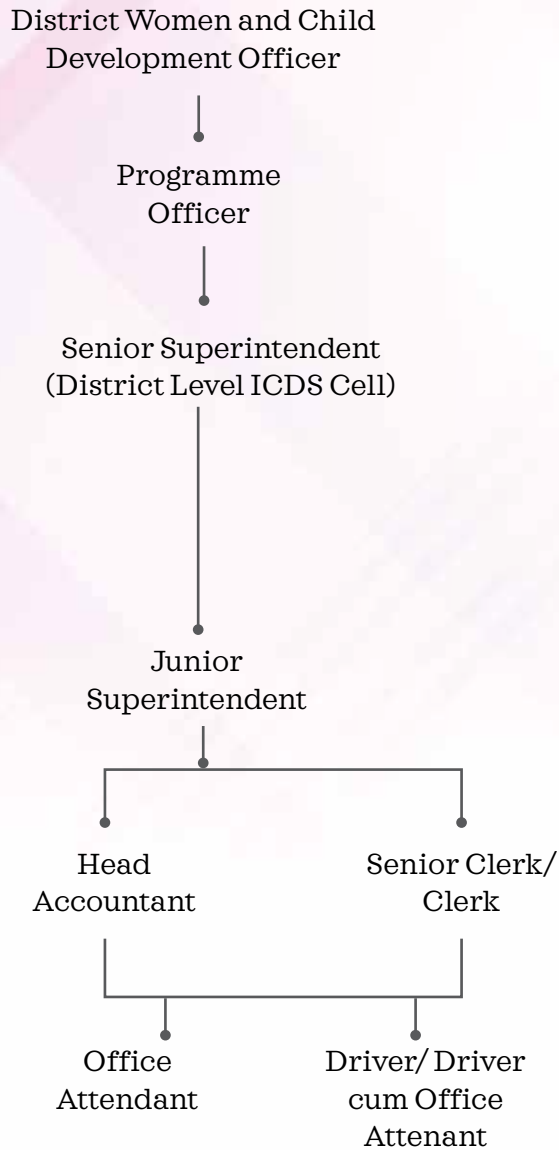 District Women and Child
Development Officer
Programme
Officer
Senior Superintendent
(District Level ICDS Cell)
Junior
Superintendent
Head
Accountant
Senior Clerk/
Clerk
Office
Attendant
Driver/ Driver
cum Office
Attenant